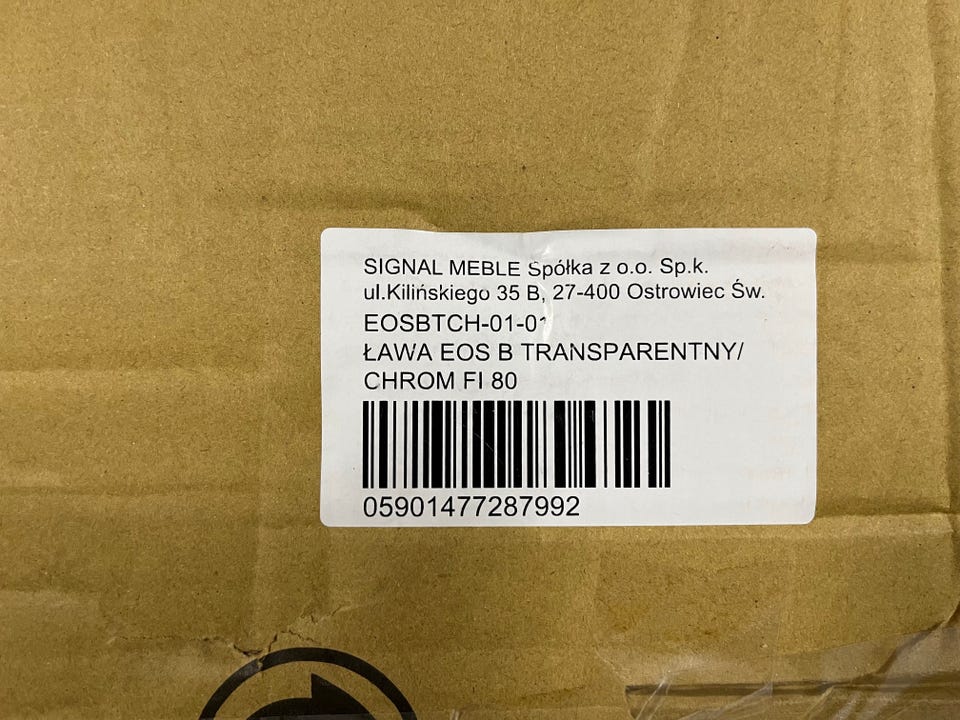 SIGNAL MEBLE Spółka z o.o. Sp.k.
ul.Kilińskiego 35 B, 27-400 Ostrowiec Św.
EOSBTCH-01-01
ŁAWA EOS B TRANSPARENTNY/
CHROM FI 80
05901477287992